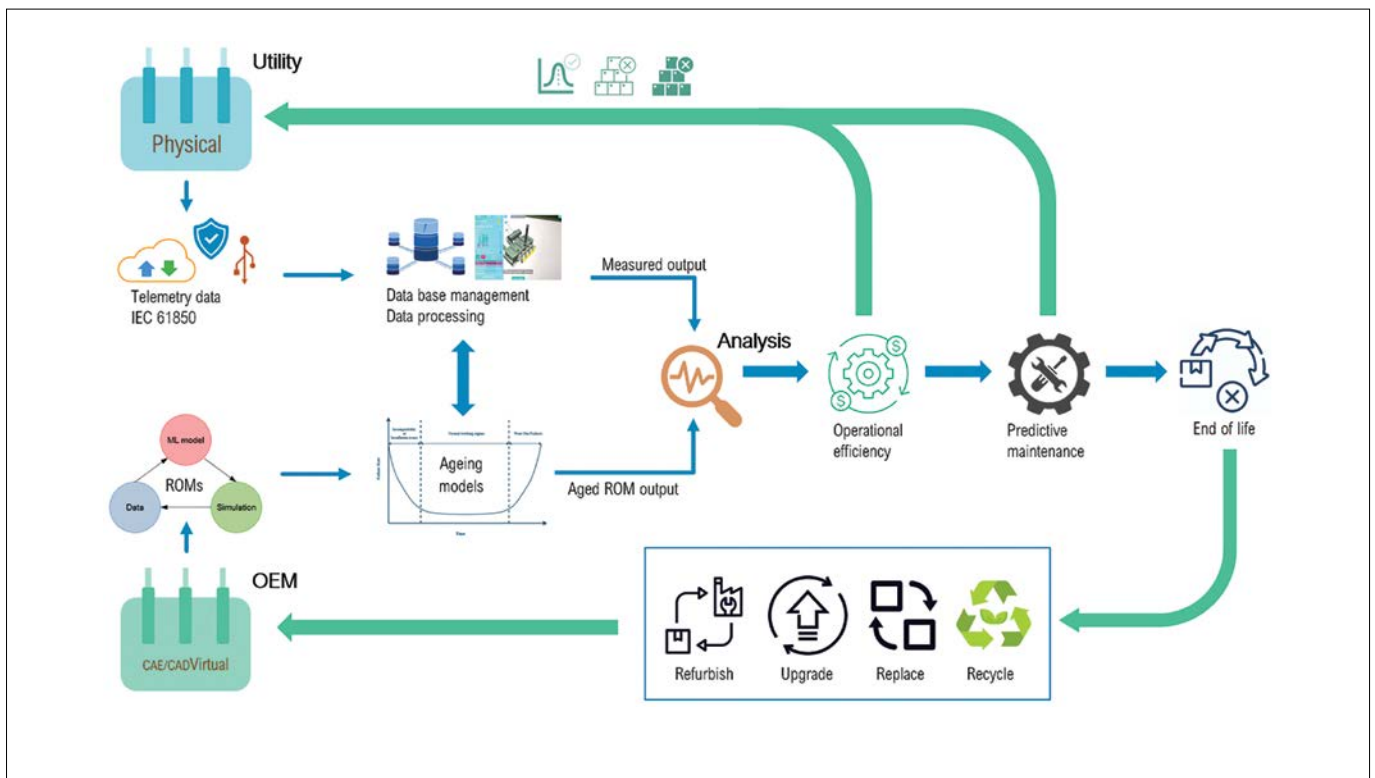 Utility
Physical
Telemetry data
IEC 61850
Data base management
Data processing
Measured output
Analysis
Operational
efficiency
Predictive
maintenance
End of life
ML model
ROMs
Data
Simulation
Ageing
models
Time
Aged ROM output
OEM
CAE/CADVirtual
Refurbish
Upgrade
Replace
Recycle